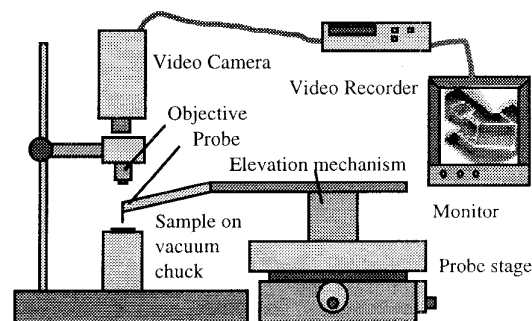 Video Camera
Video Recorder
Objective
Probe
Elevation mechanism
Monitor
Sample on
vacuum
chuck
Probe stage